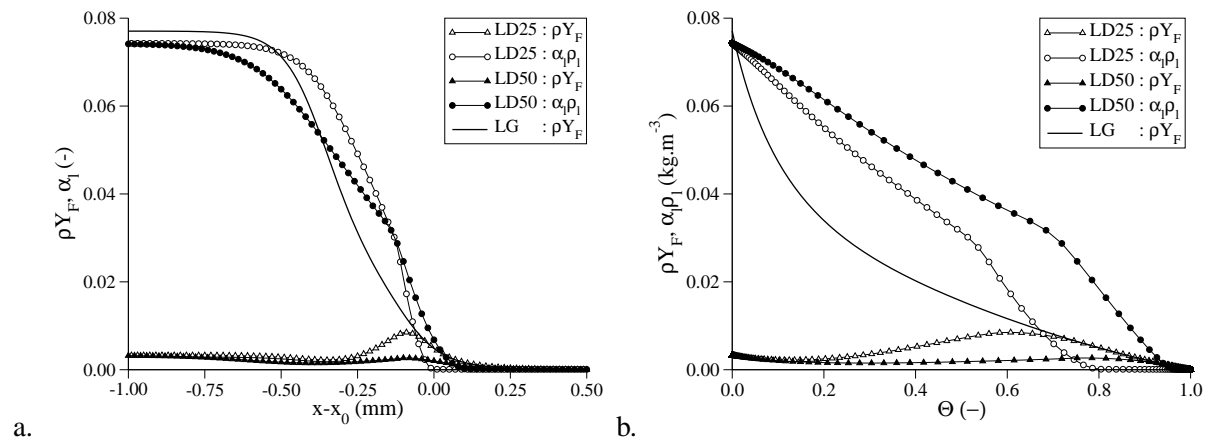 0.08
0.06
0.04
0.02
0.00
ρY_F, α_l (-)
-1.00 -0.75 -0.50 -0.25 0.00 0.25 0.50
x-x_0 (mm)
LD25 : ρY_F
LD25 : α_lρ_l
LD50 : ρY_F
LD50 : α_lρ_l
LG : ρY_F
a.
0.08
0.06
0.04
0.02
0.00
ρY_F, α_lρ_l (kg.m^-3)
0.0 0.2 0.4 0.6 0.8 1.0
Θ (–)
LD25 : ρY_F
LD25 : α_lρ_l
LD50 : ρY_F
LD50 : α_lρ_l
LG : ρY_F
b.